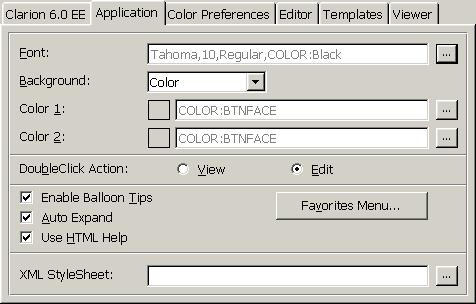 Clarion 6.0 EE Application Color Preferences Editor Templates Viewer
Font: Tahoma,10,Regular,COLOR:Black ...
Background: Color
Color 1: COLOR:BTNFACE ...
Color 2: COLOR:BTNFACE ...
DoubleClick Action: View Edit
Enable Balloon Tips
Favorites Menu...
Auto Expand
Use HTML Help
XML StyleSheet: ...